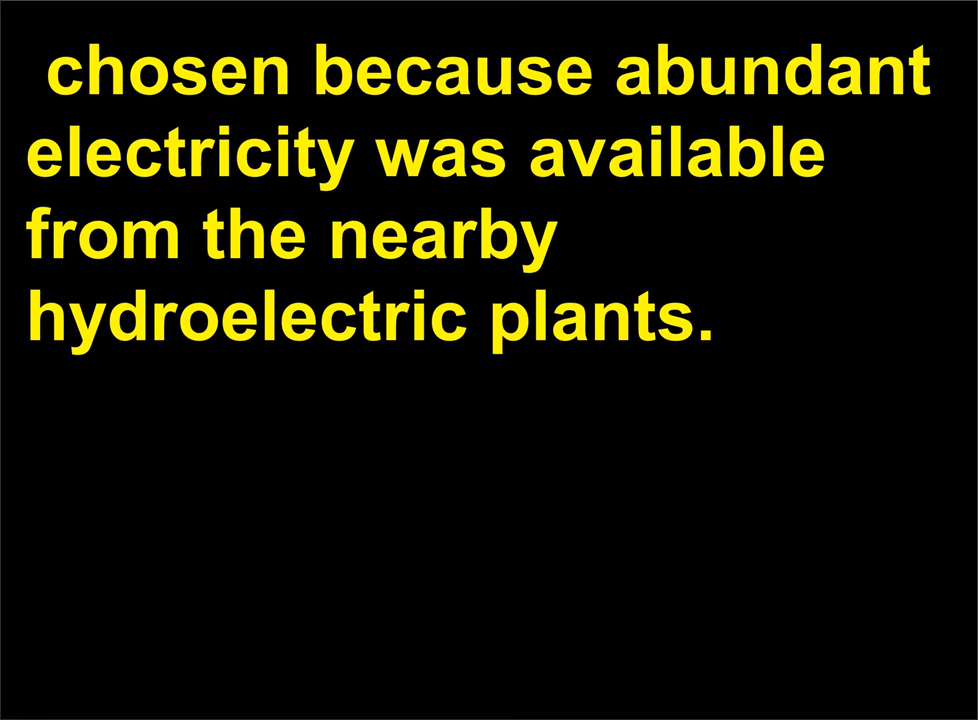 chosen because abundant
electricity was available
from the nearby
hydroelectric plants.